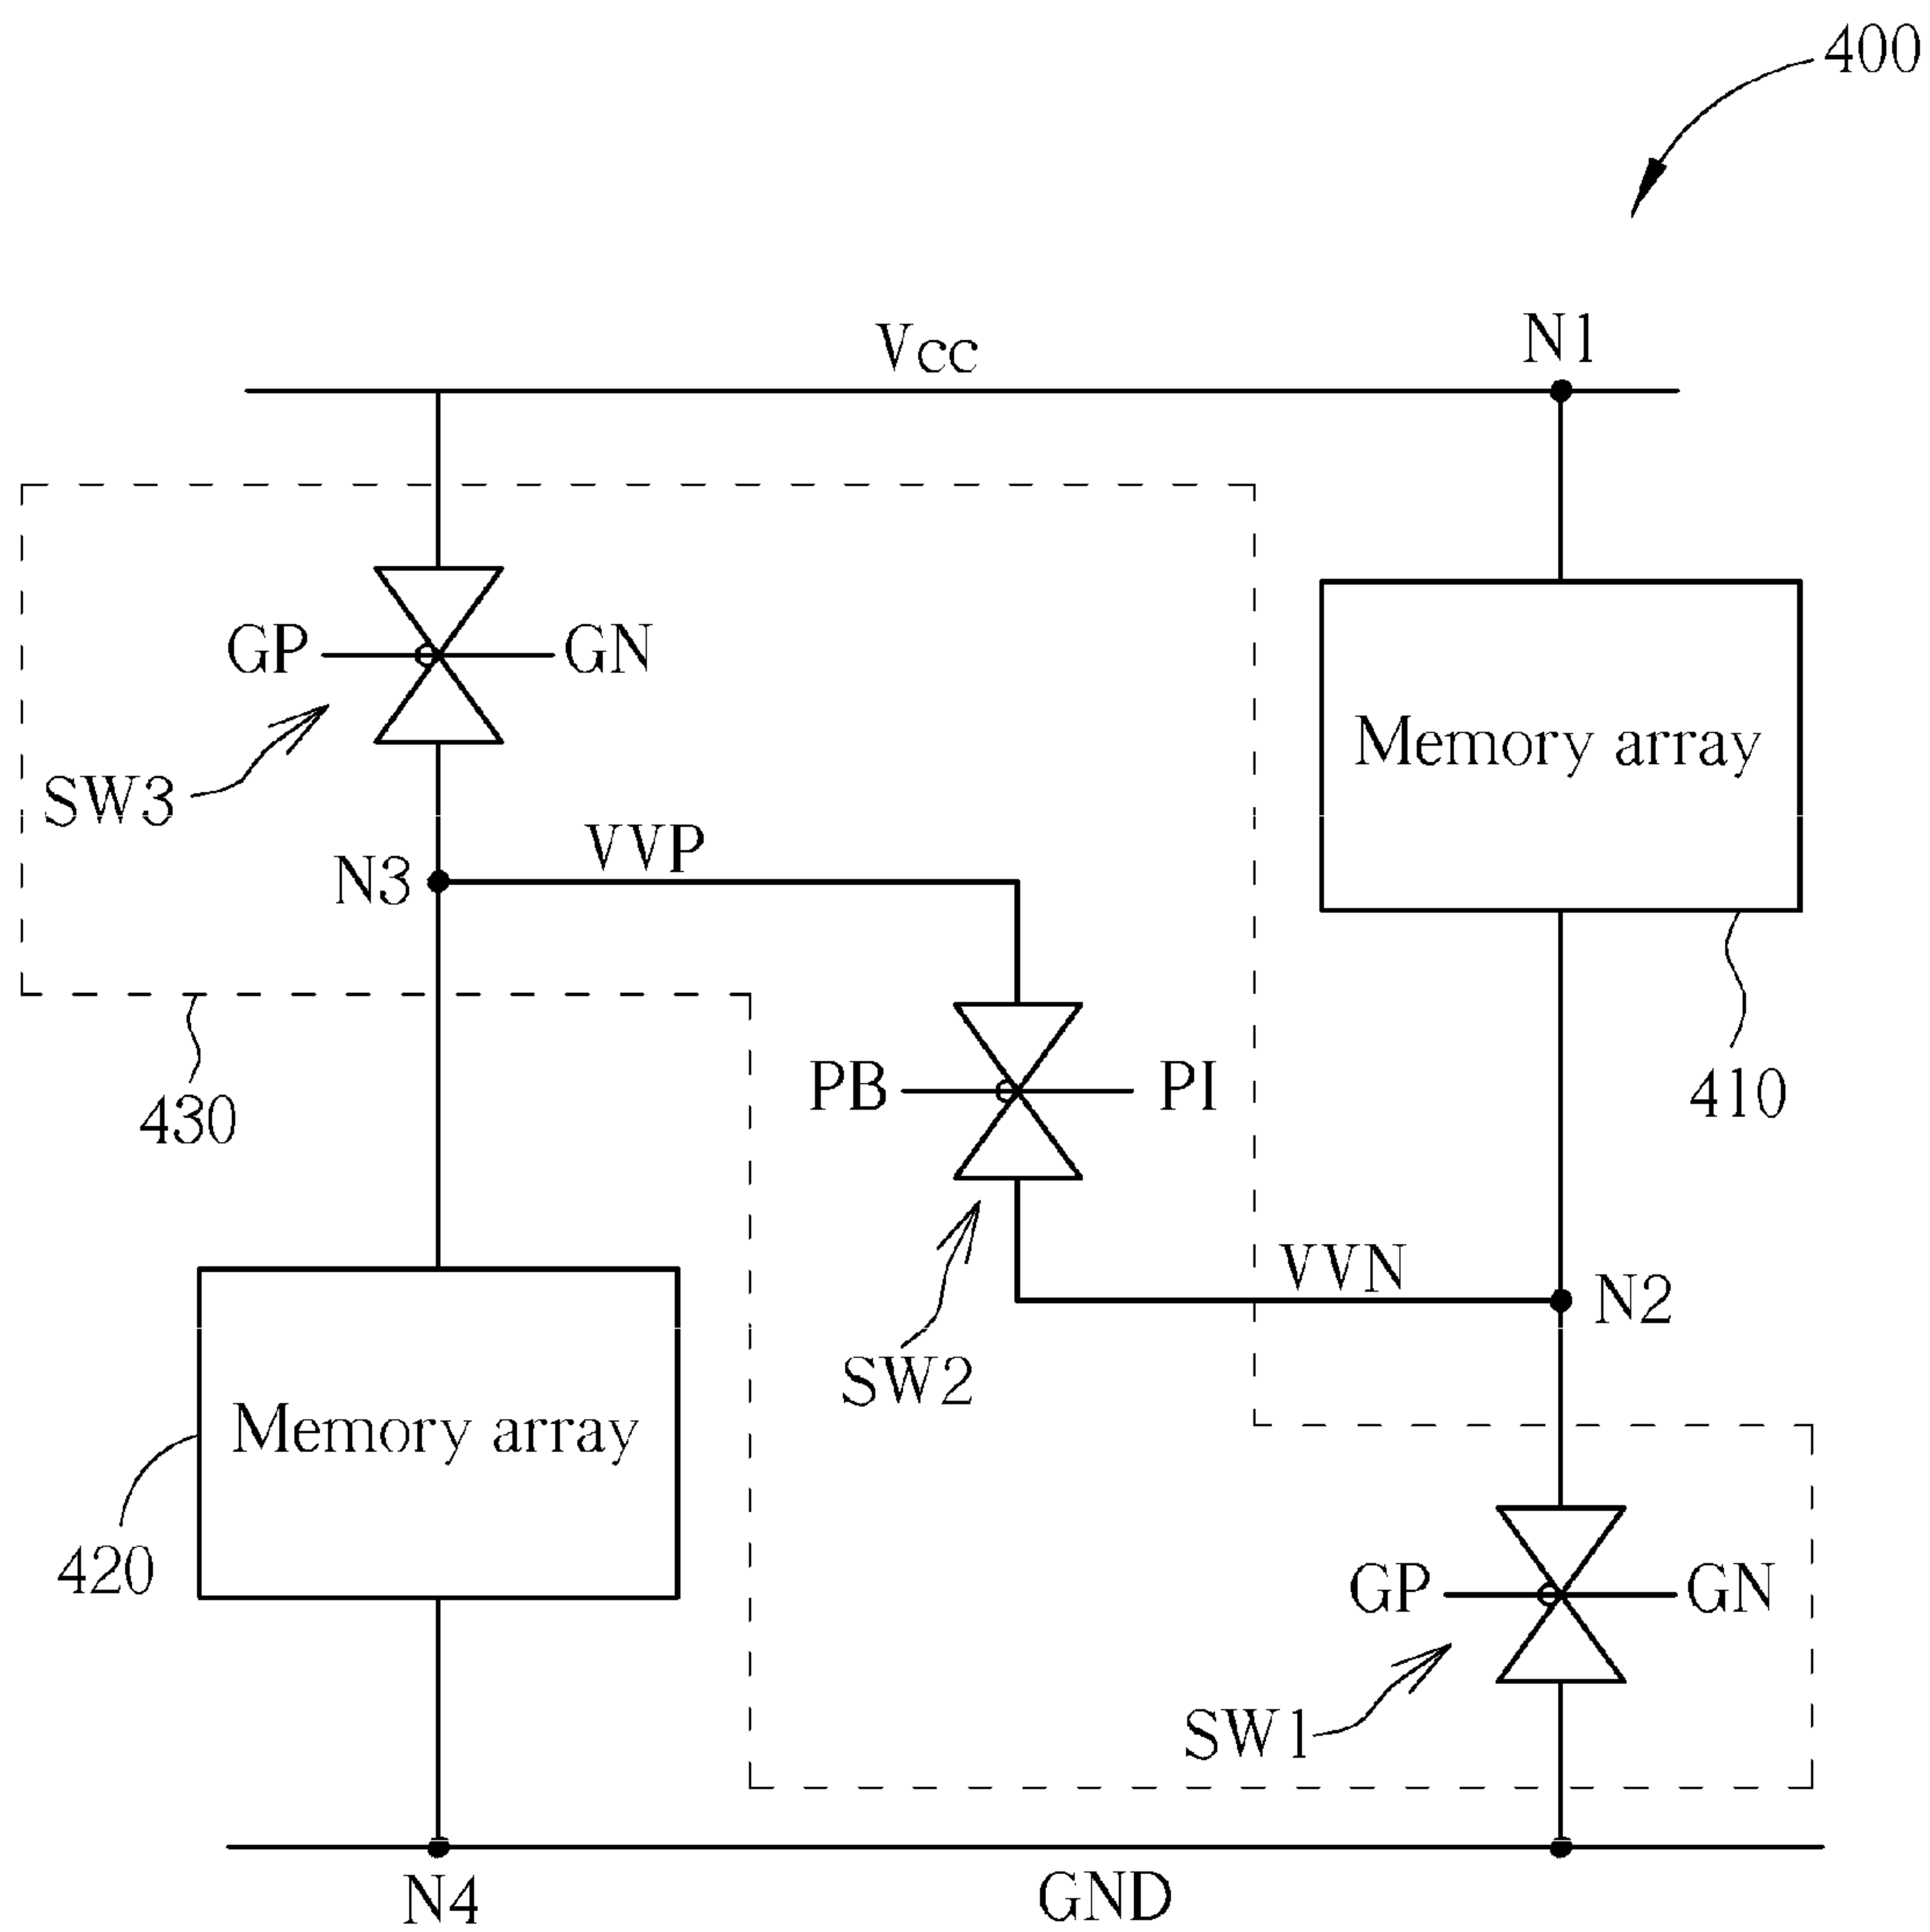 400
Vcc
N1
GP
GN
SW3
Memory array
VVP
N3
PB
PI
410
430
VVN
N2
SW2
Memory array
420
GP
GN
SW1
N4
GND